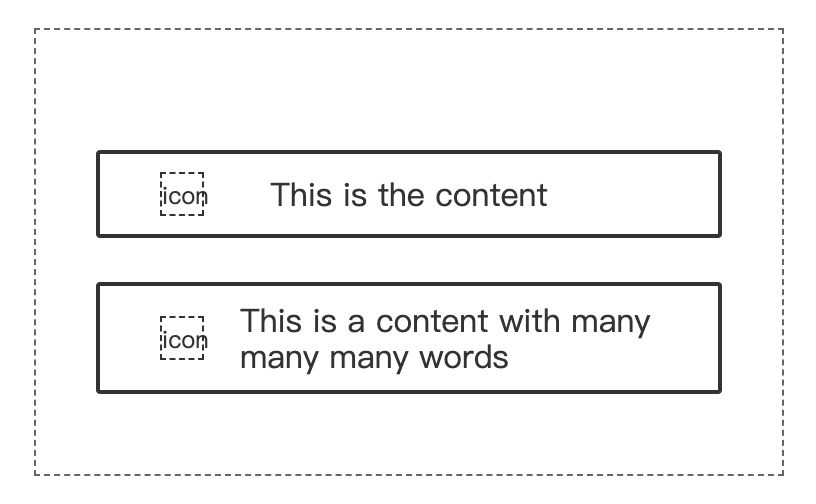 icon
This is the content
icon
This is a content with many
many many words